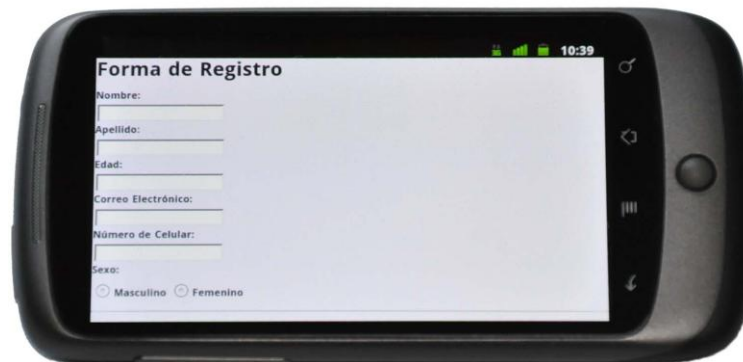 10:39
Forma de Registro
Nombre:
Apellido:
Edad:
Correo Electrónico:
Número de Celular:
Sexo:
Masculino Femenino